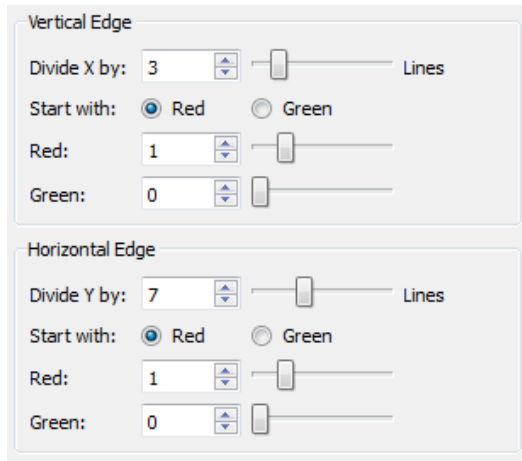 Vertical Edge
Divide X by: 3 Lines
Start with: Red Green
Red: 1
Green: 0
Horizontal Edge
Divide Y by: 7 Lines
Start with: Red Green
Red: 1
Green: 0